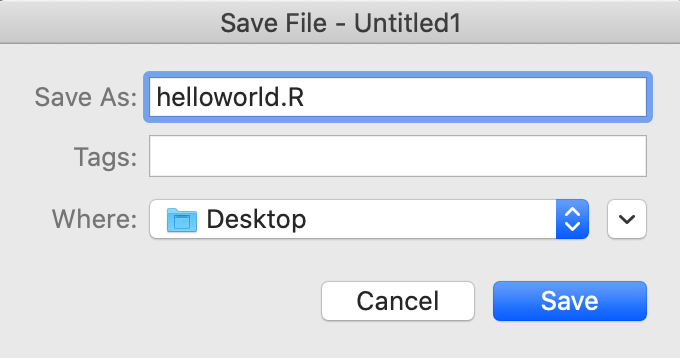 Save File - Untitled1
Save As: helloworld.R
Tags:
Where: Desktop
Cancel Save